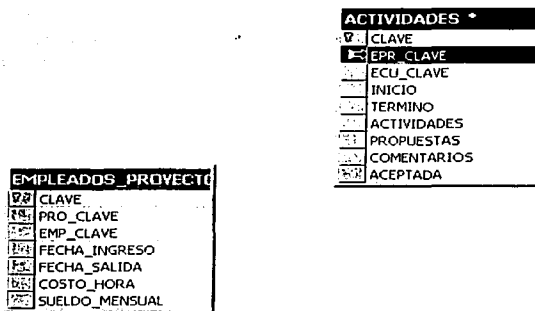 ACTIVIDADES *
CLAVE
EPR_CLAVE
ECU_CLAVE
INICIO
TERMINO
ACTIVIDADES
PROPUESTAS
COMENTARIOS
ACEPTADA
EMPLEADOS_PROYECTO
CLAVE
PRO_CLAVE
EMP_CLAVE
FECHA_INGRESO
FECHA_SALIDA
COSTO_HORA
SUELDO_MENSUAL